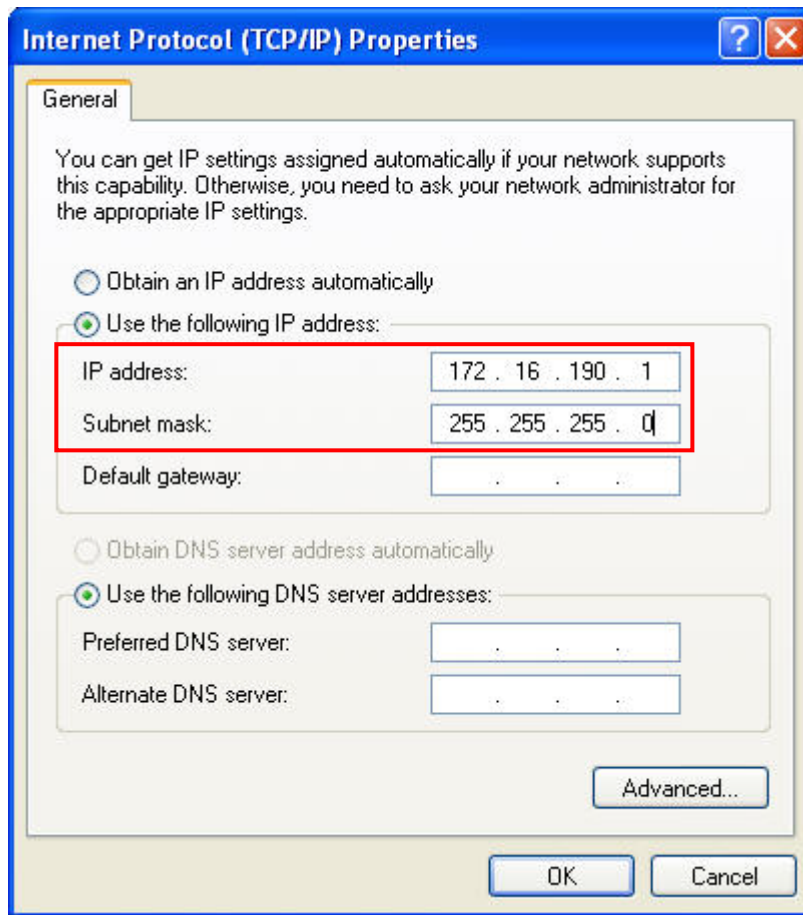 Internet Protocol (TCP/IP) Properties
General
You can get IP settings assigned automatically if your network supports
this capability. Otherwise, you need to ask your network administrator for
the appropriate IP settings.
Obtain an IP address automatically
Use the following IP address:
IP address: 172 . 16 . 190 . 1
Subnet mask: 255 . 255 . 255 . 0
Default gateway: . . .
Obtain DNS server address automatically
Use the following DNS server addresses:
Preferred DNS server: . . .
Alternate DNS server: . . .
Advanced...
OK Cancel